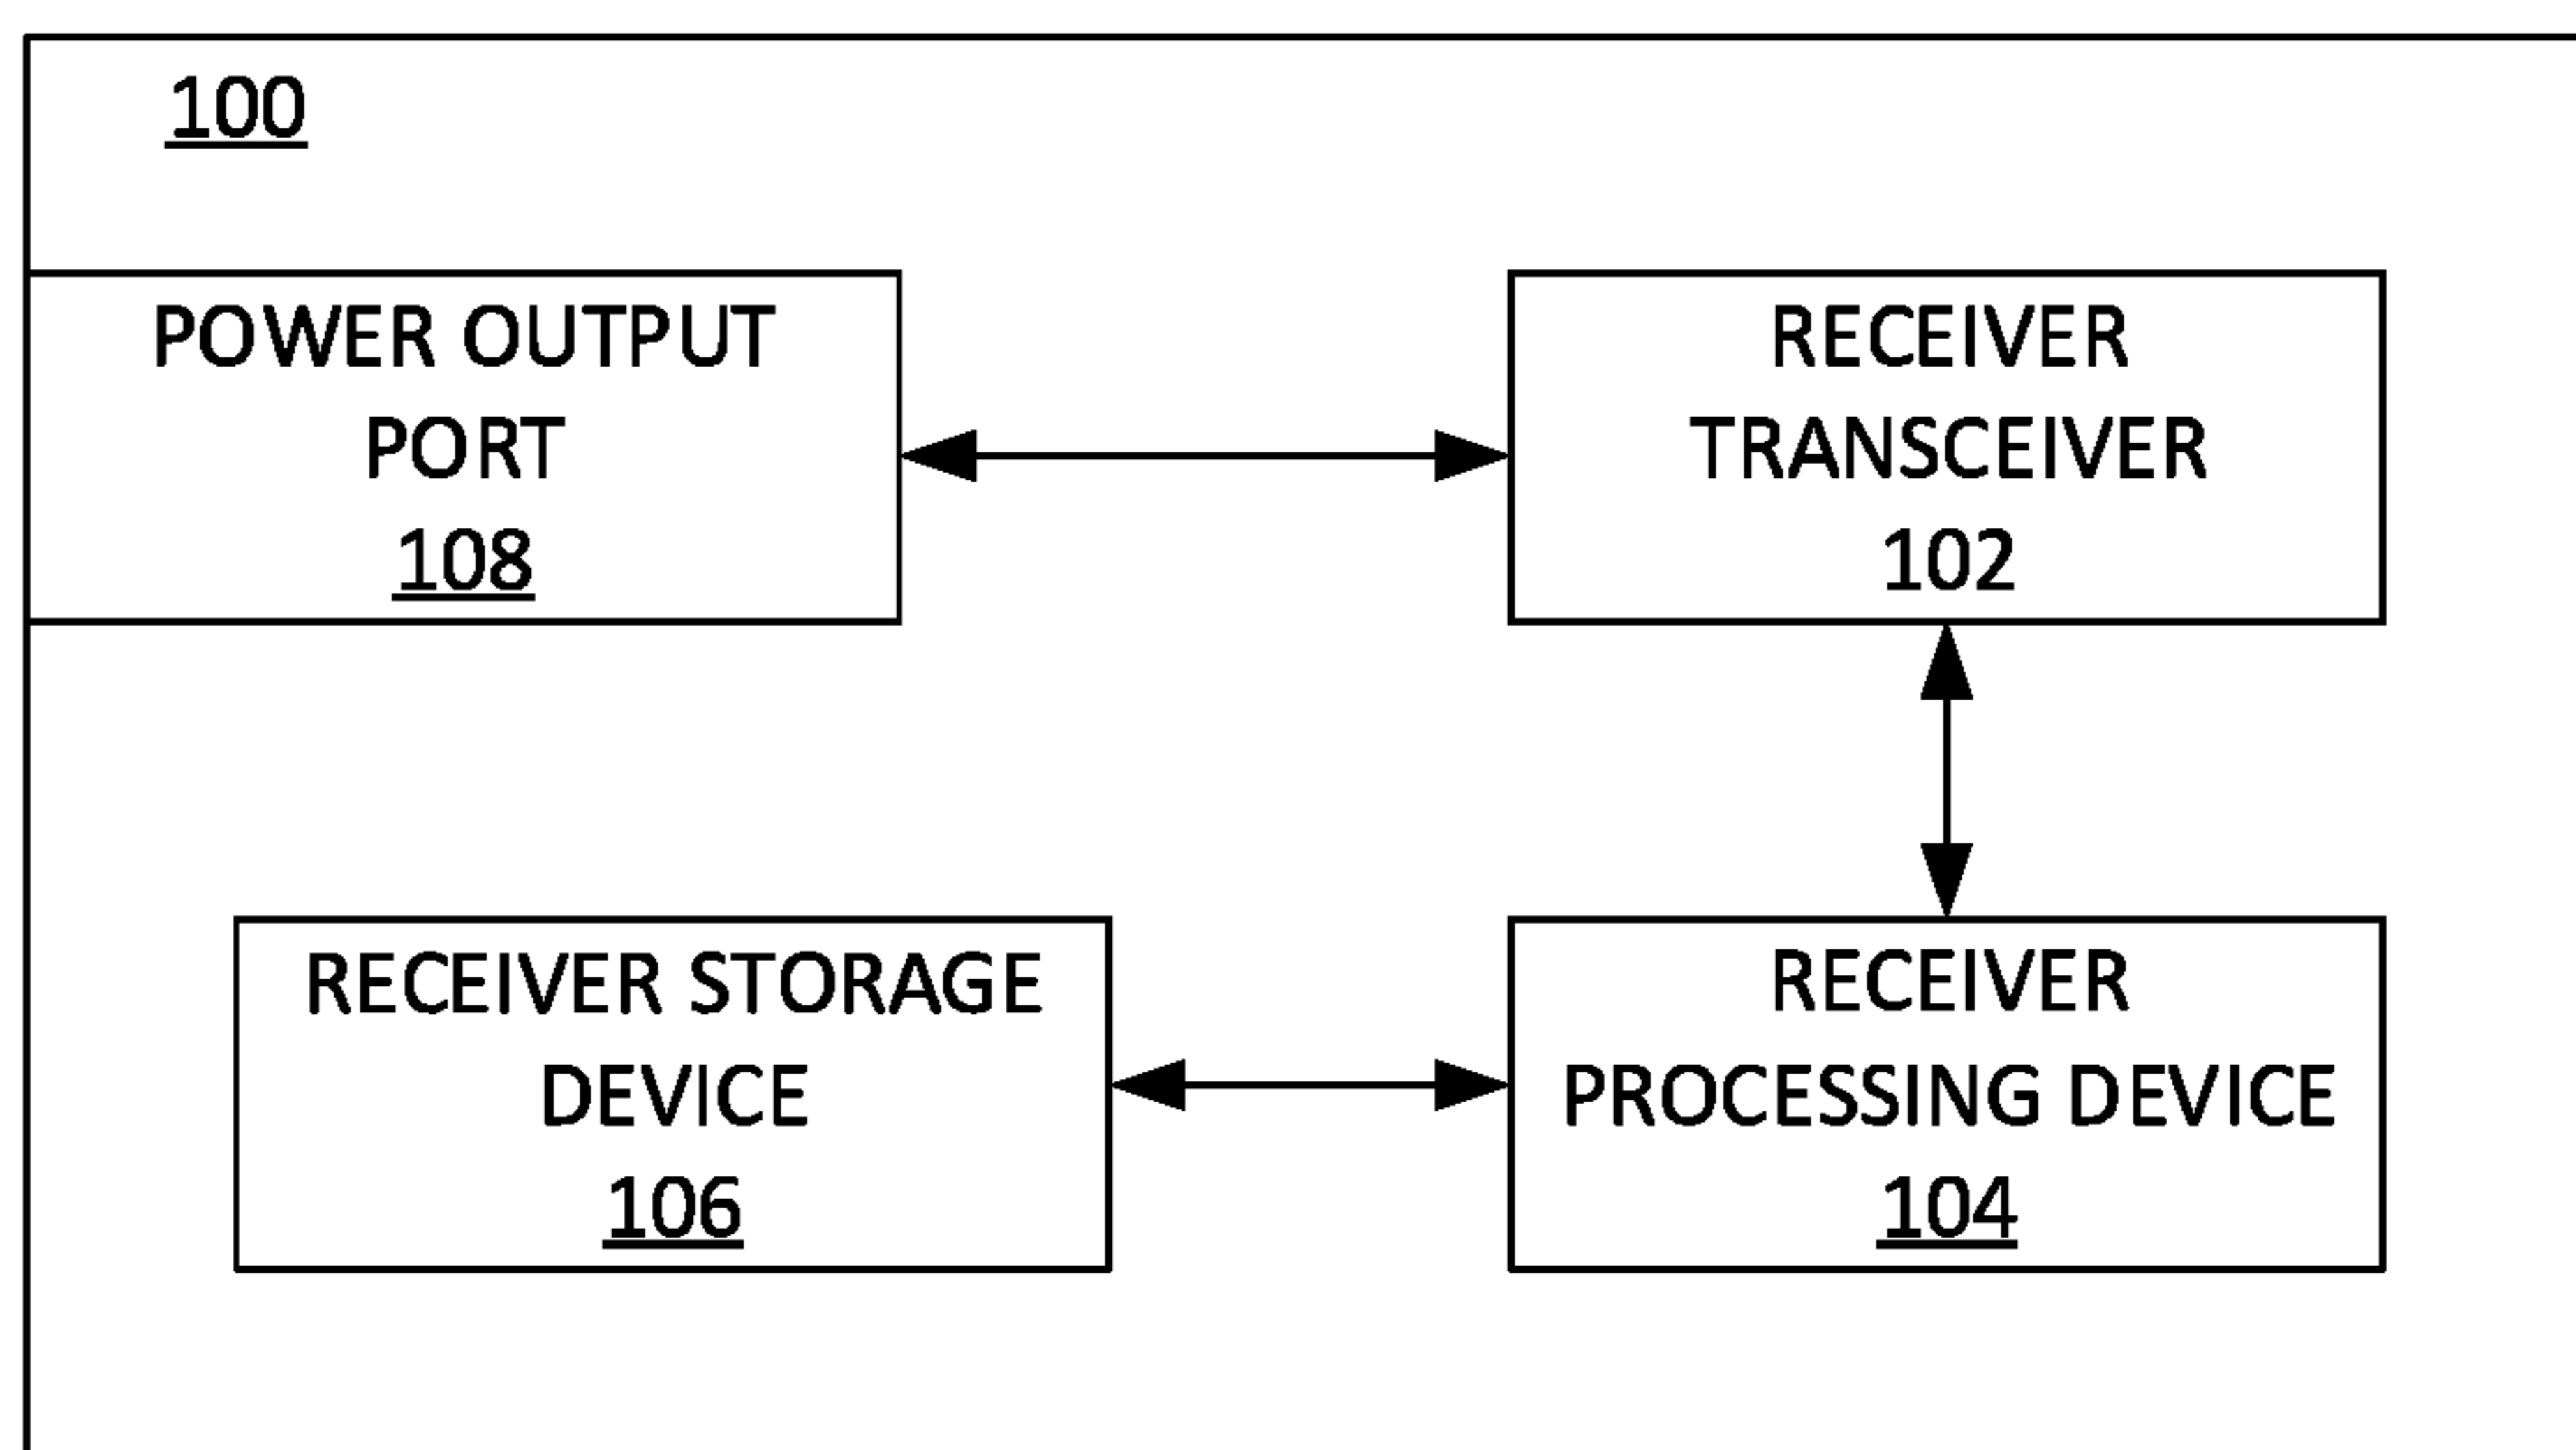 100
POWER OUTPUT
PORT
108
RECEIVER
TRANSCEIVER
102
RECEIVER STORAGE
DEVICE
106
RECEIVER
PROCESSING DEVICE
104